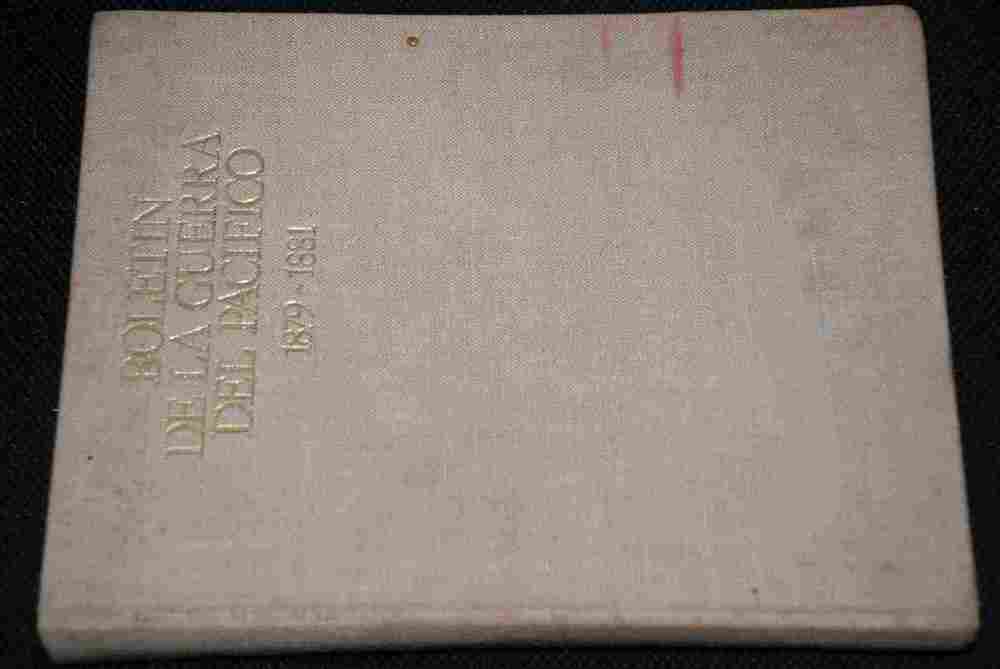 BOLETIN
DE LA GUERRA
DEL PACIFICO
1879-1881